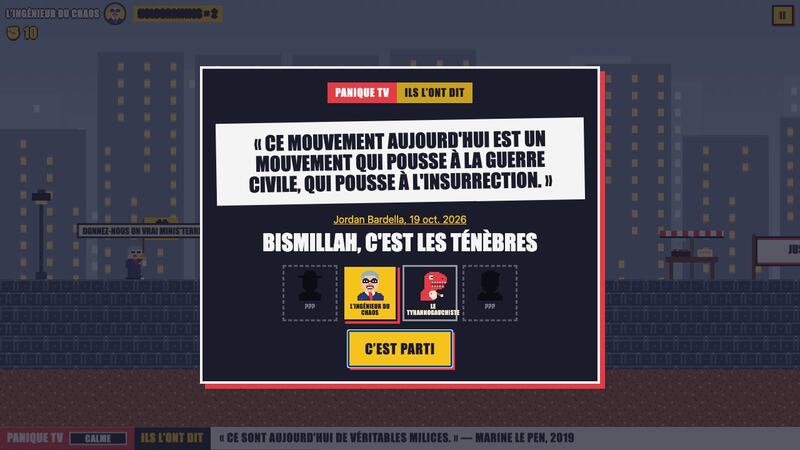 L'INGÉNIEUR DU CHAOS
10
PANIQUE TV ILS L'ONT DIT
« CE MOUVEMENT AUJOURD'HUI EST UN
MOUVEMENT QUI POUSSE À LA GUERRE
CIVILE, QUI POUSSE À L'INSURRECTION. »
Jordan Bardella, 19 oct. 2026
BISMILLAH, C'EST LES TÉNÈBRES
DONNEZ-NOUS UN VRAI MINISTÈRE
JUS
???
L'INGÉNIEUR DU
CHAOS
LE
TYRANNOGAUCHISTE
???
C'EST PARTI
PANIQUE TV CALME ILS L'ONT DIT « CE SONT AUJOURD'HUI DE VÉRITABLES MILICES. » — MARINE LE PEN, 2019